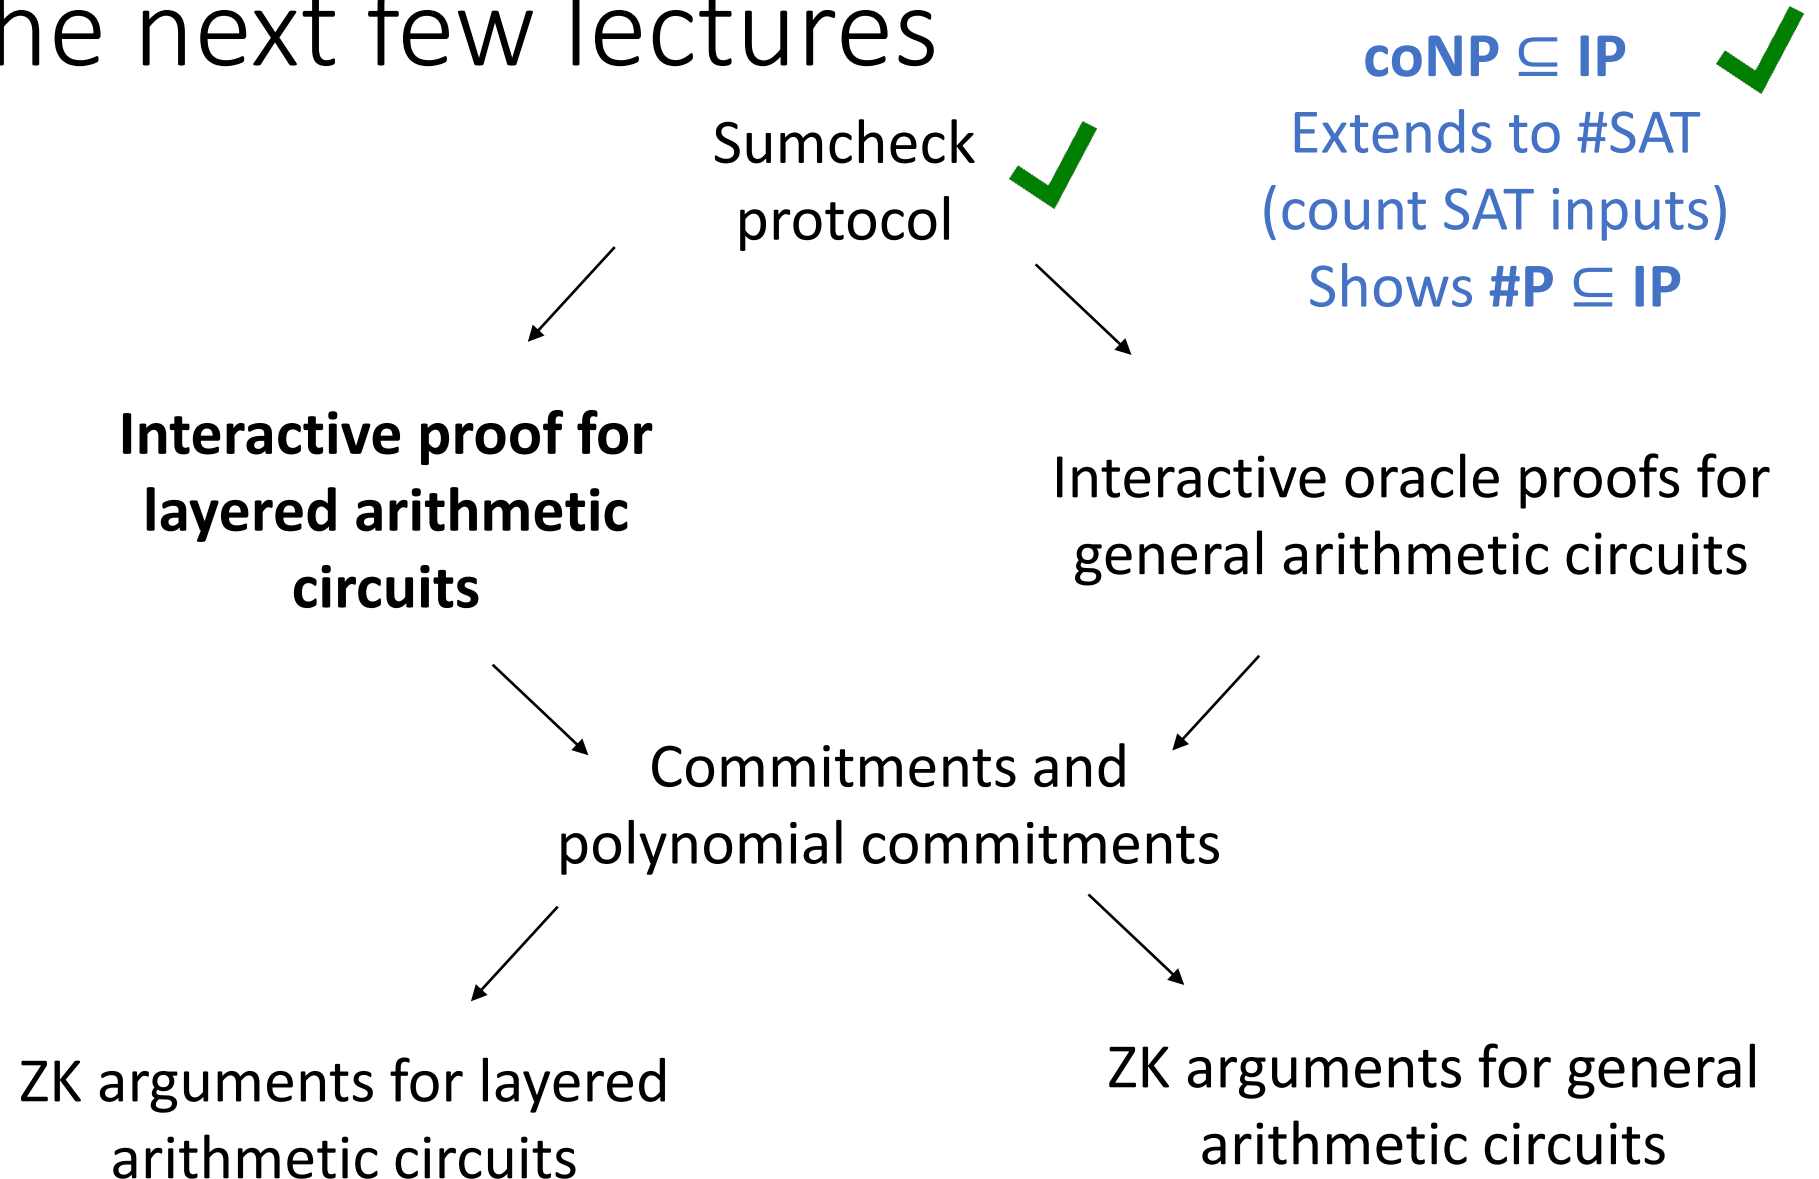 he next few lectures
coNP ⊆ IP
Extends to #SAT
(count SAT inputs)
Shows #P ⊆ IP
Sumcheck
protocol
Interactive proof for
layered arithmetic
circuits
Interactive oracle proofs for
general arithmetic circuits
Commitments and
polynomial commitments
ZK arguments for layered
arithmetic circuits
ZK arguments for general
arithmetic circuits